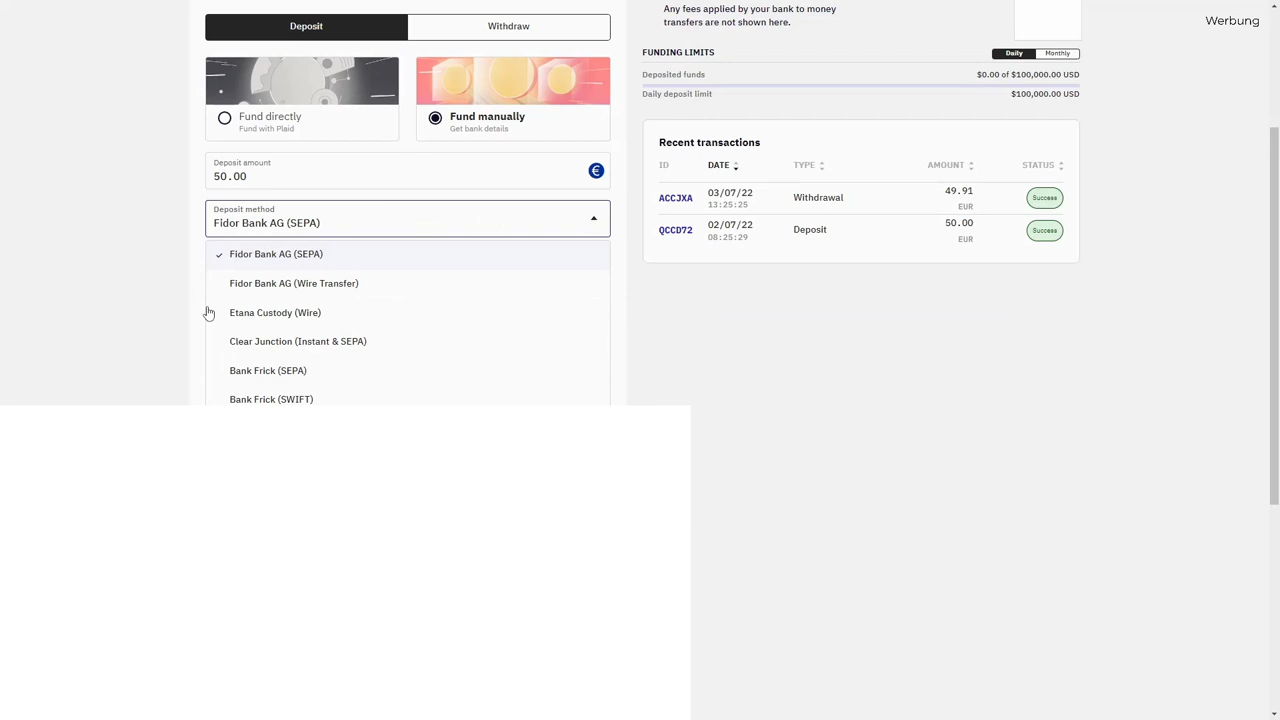 Deposit
Withdraw
Fund directly
Fund with Plaid
Fund manually
Get bank details
Deposit amount
50.00
€
Deposit method
Fidor Bank AG (SEPA)
Fidor Bank AG (SEPA)
Fidor Bank AG (Wire Transfer)
Etana Custody (Wire)
Clear Junction (Instant & SEPA)
Bank Frick (SEPA)
Bank Frick (SWIFT)
Any fees applied by your bank to money
transfers are not shown here.
Werbung
FUNDING LIMITS
Daily
Monthly
Deposited funds
$0.00 of $100,000.00 USD
Daily deposit limit
$100,000.00 USD
Recent transactions
ID DATE TYPE AMOUNT STATUS
ACCJXA 03/07/22 Withdrawal 49.91 Success
13:25:25 EUR
QCCD72 02/07/22 Deposit 50.00 Success
08:25:29 EUR